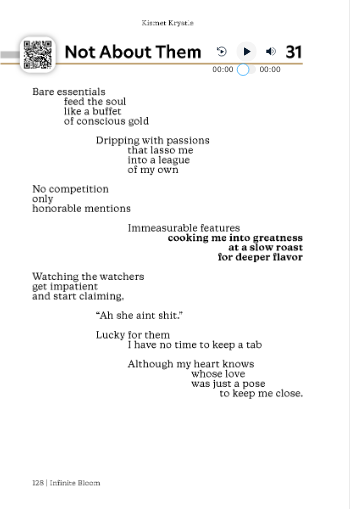 Kismet Krystle
Not About Them
31
00:00
00:00
Bare essentials
feed the soul
like a buffet
of conscious gold
Dripping with passions
that lasso me
into a league
of my own
No competition
only
honorable mentions
Immeasurable features
cooking me into greatness
at a slow roast
for deeper flavor
Watching the watchers
get impatient
and start claiming,
“Ah she aint shit.”
Lucky for them
I have no time to keep a tab
Although my heart knows
whose love
was just a pose
to keep me close.
128 | Infinite Bloom